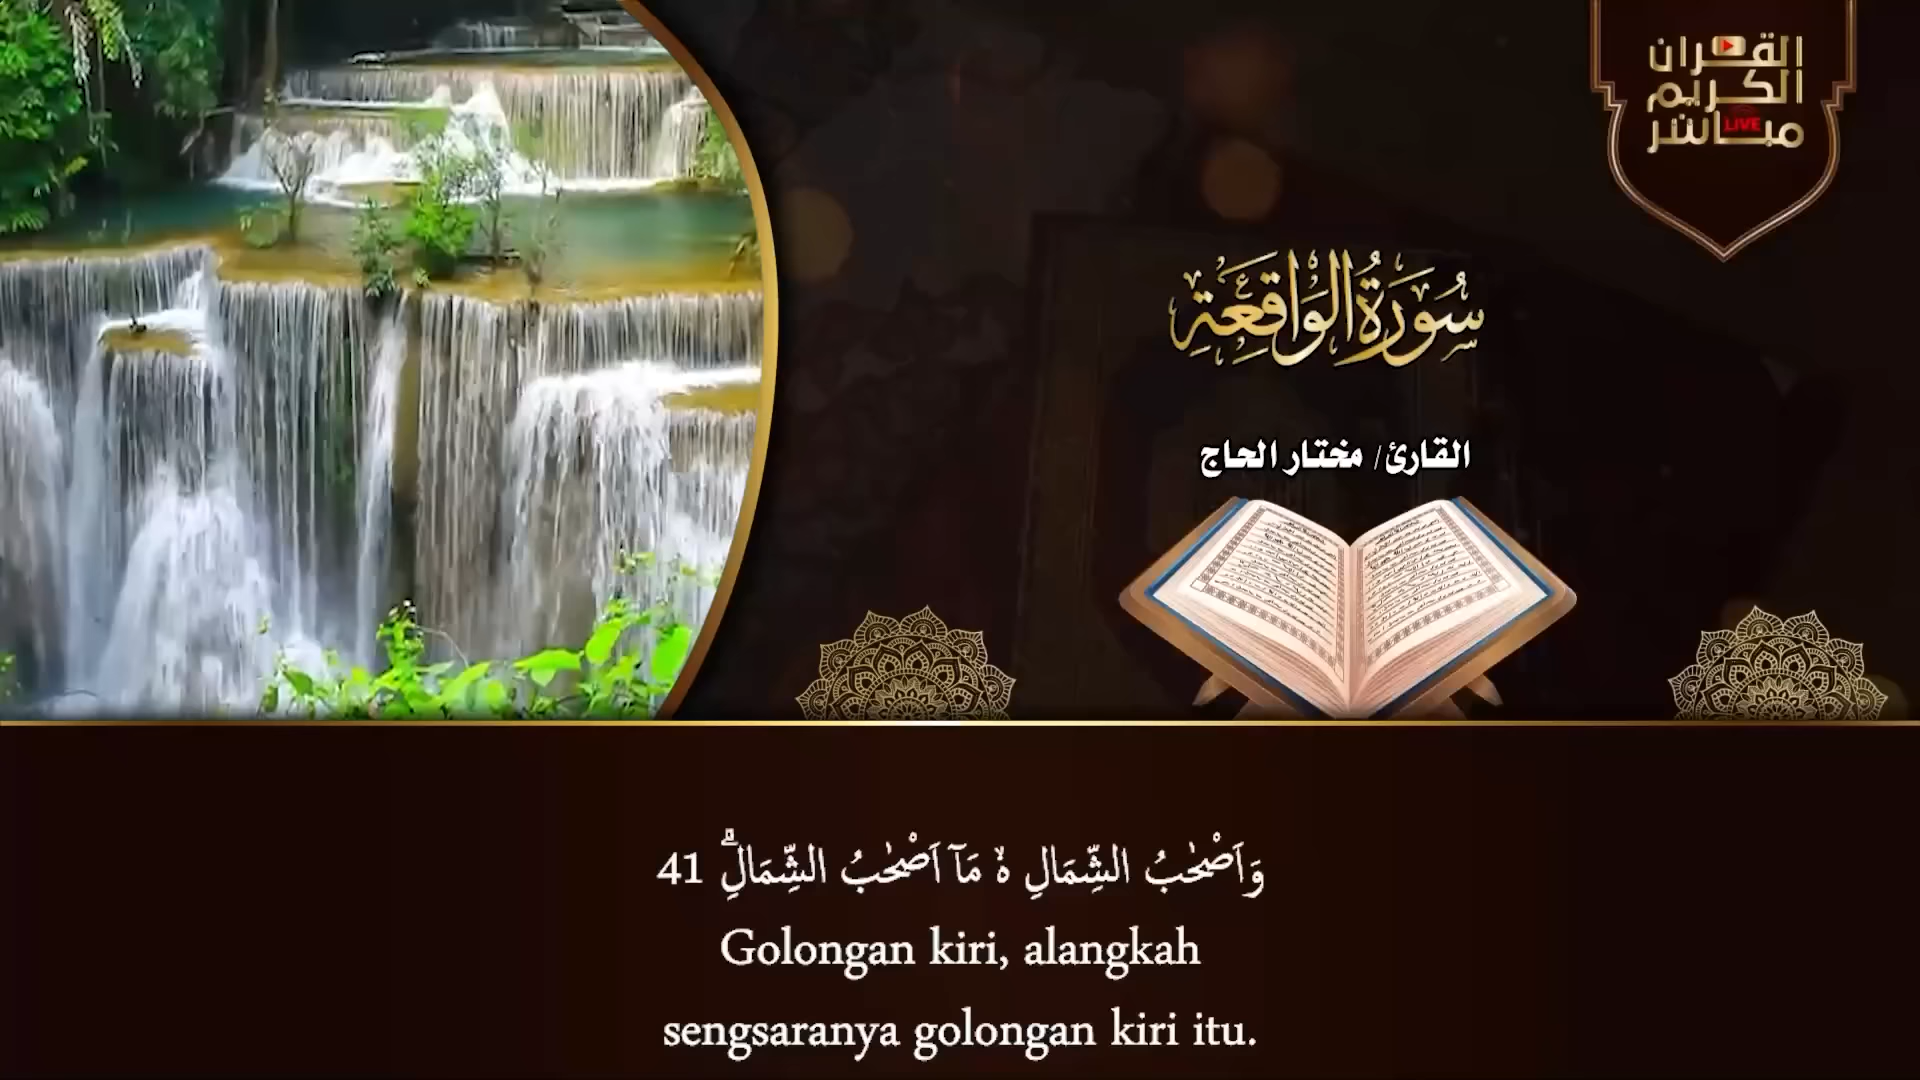 القرآن
الكريم
مباشر
LIVE
سُورَةُ الوَاقِعَةِ
القارئ/ مختار الحاج
وَاَصْحٰبُ الشِّمَالِ ەۙ مَآ اَصْحٰبُ الشِّمَالِۗ 41
Golongan kiri, alangkah
sengsaranya golongan kiri itu.